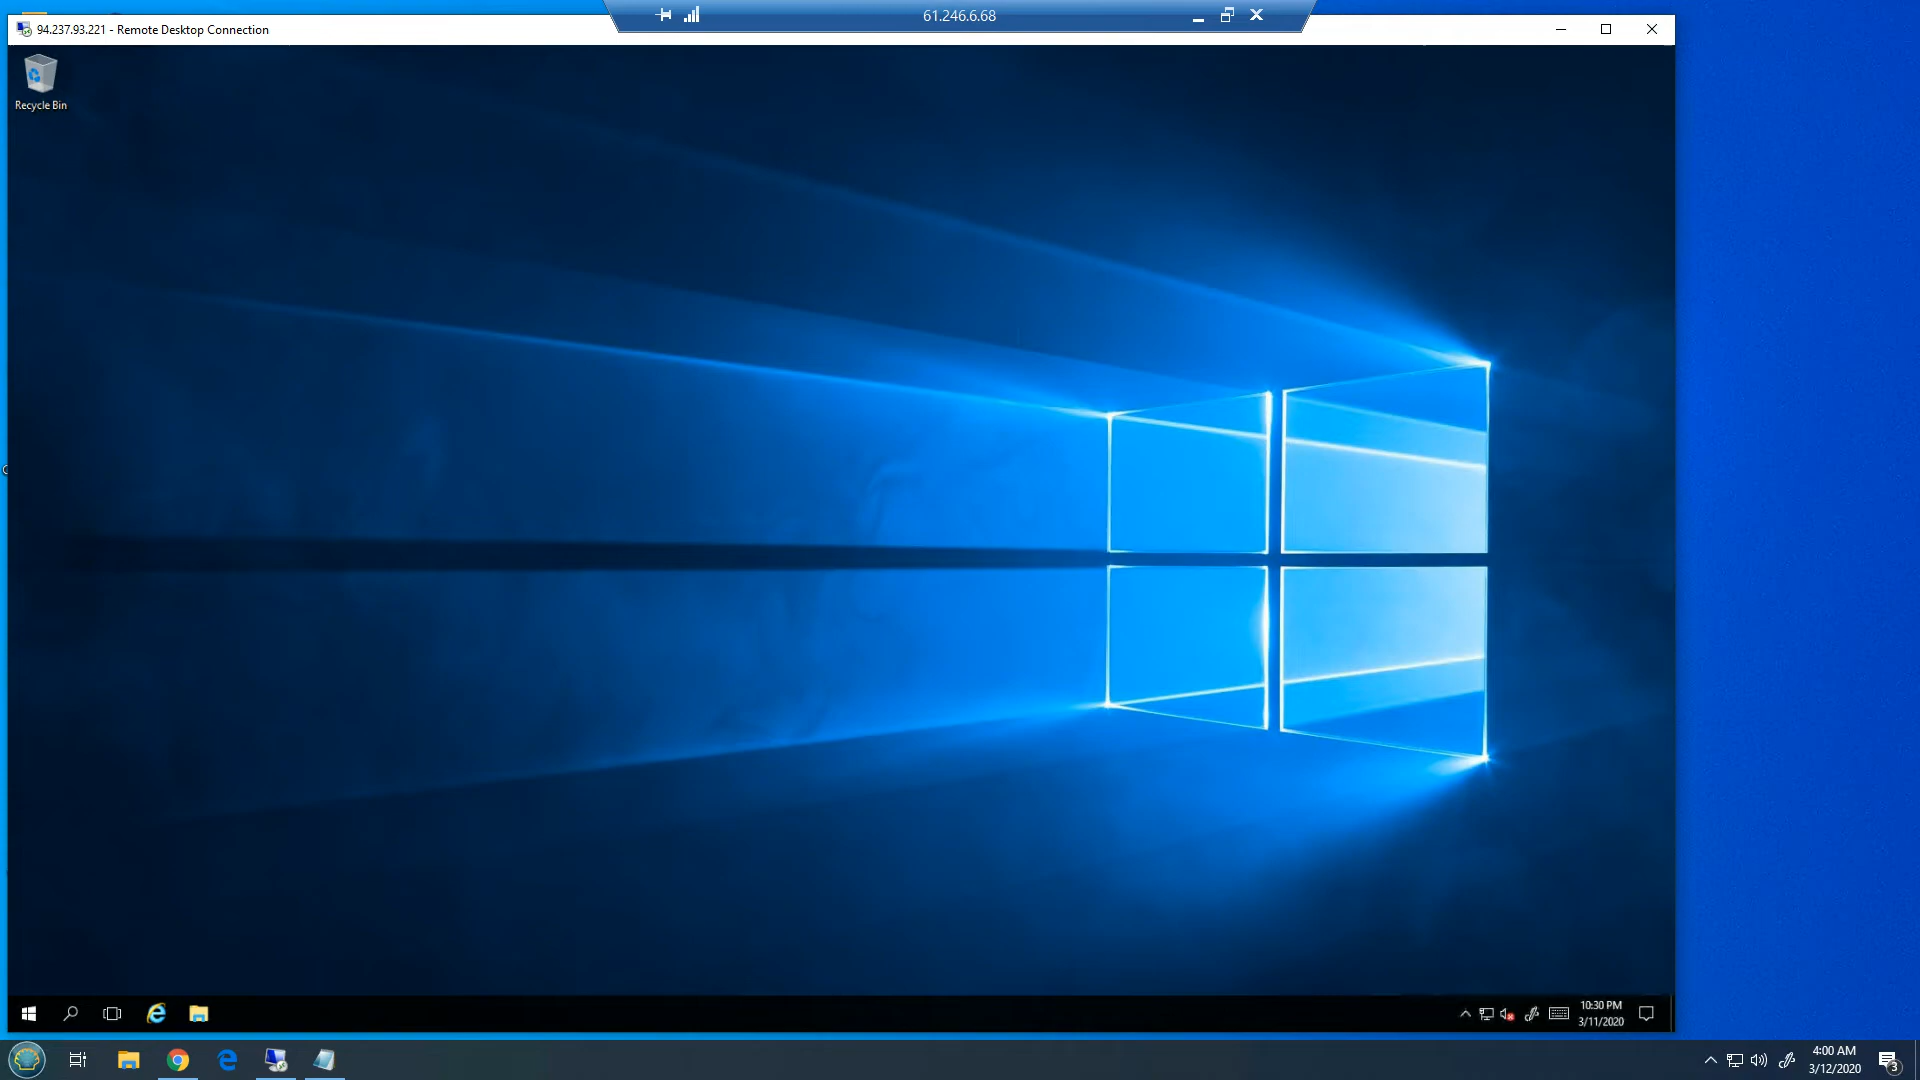 61.246.6.68
94.237.93.221 - Remote Desktop Connection
Recycle Bin
10:30 PM
3/11/2020
4:00 AM
3/12/2020
3